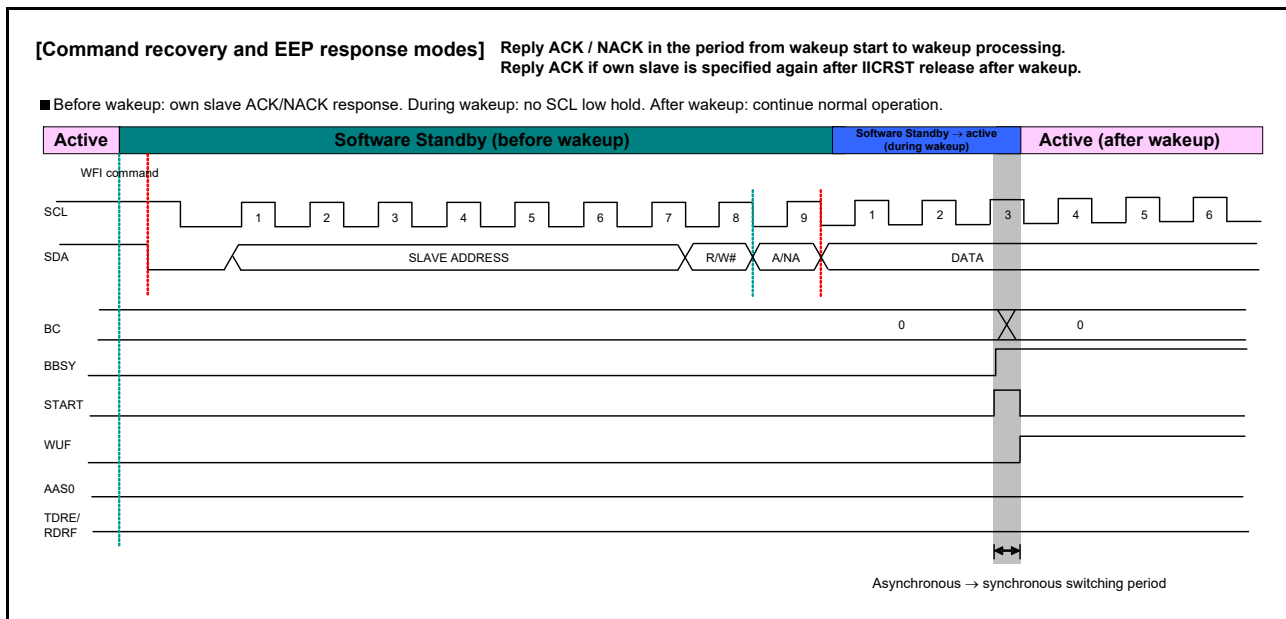 [Command recovery and EEP response modes] Reply ACK / NACK in the period from wakeup start to wakeup processing.
Reply ACK if own slave is specified again after IICRST release after wakeup.
■ Before wakeup: own slave ACK/NACK response. During wakeup: no SCL low hold. After wakeup: continue normal operation.
Active Software Standby (before wakeup) Software Standby → active (during wakeup) Active (after wakeup)
WFI command
SCL 1 2 3 4 5 6 7 8 9 1 2 3 4 5 6
SDA SLAVE ADDRESS R/W# A/NA DATA
BC 0 0
BBSY
START
WUF
AAS0
TDRE/
RDRF
Asynchronous → synchronous switching period